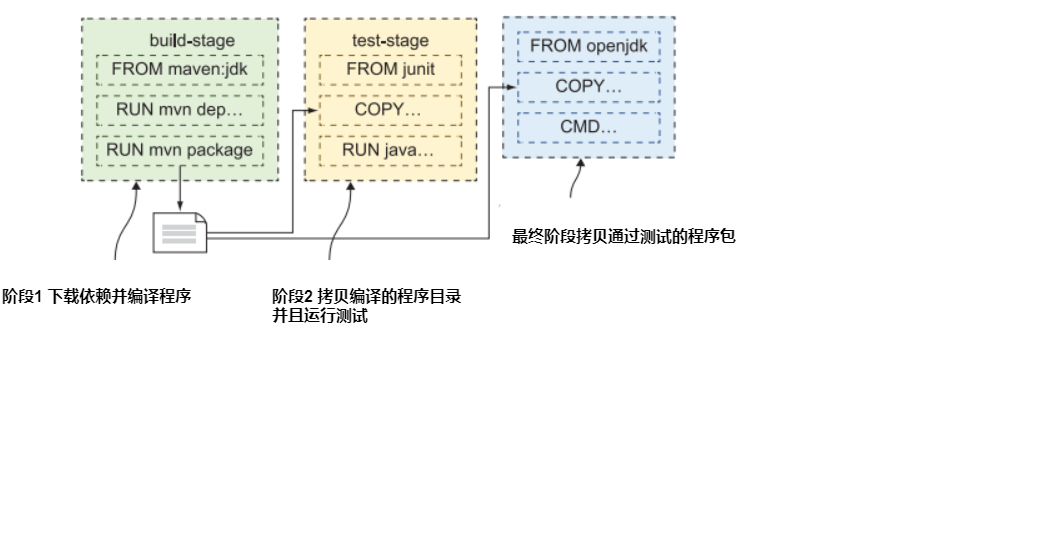 build-stage
FROM maven:jdk
RUN mvn dep…
RUN mvn package
test-stage
FROM junit
COPY…
RUN java…
FROM openjdk
COPY…
CMD…
最终阶段拷贝通过测试的程序包
阶段1 下载依赖并编译程序
阶段2 拷贝编译的程序目录
并且运行测试